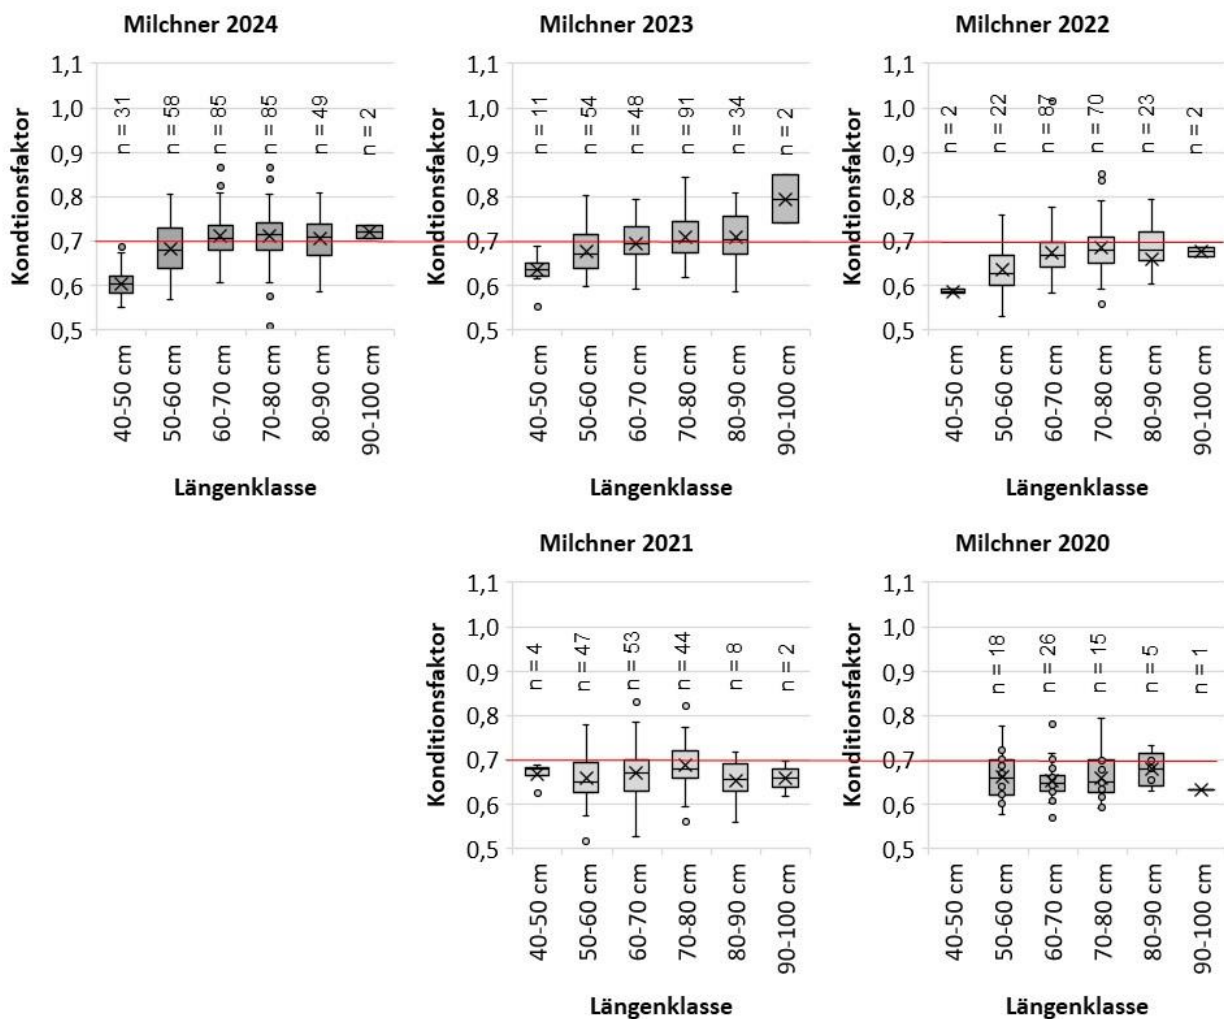 Milchner 2024
Kondtionsfaktor
1,1
1,0
0,9
0,8
0,7
0,6
0,5
n = 31
n = 58
n = 85
n = 85
n = 49
n = 2
40-50 cm
50-60 cm
60-70 cm
70-80 cm
80-90 cm
90-100 cm
Längenklasse
Milchner 2023
Konditionsfaktor
1,1
1,0
0,9
0,8
0,7
0,6
0,5
n = 11
n = 54
n = 48
n = 91
n = 34
n = 2
40-50 cm
50-60 cm
60-70 cm
70-80 cm
80-90 cm
90-100 cm
Längenklasse
Milchner 2022
Konditionsfaktor
1,1
1,0
0,9
0,8
0,7
0,6
0,5
n = 2
n = 22
n = 87
n = 70
n = 23
n = 2
40-50 cm
50-60 cm
60-70 cm
70-80 cm
80-90 cm
90-100 cm
Längenklasse
Milchner 2021
Konditionsfaktor
1,1
1,0
0,9
0,8
0,7
0,6
0,5
n = 4
n = 47
n = 53
n = 44
n = 8
n = 2
40-50 cm
50-60 cm
60-70 cm
70-80 cm
80-90 cm
90-100 cm
Längenklasse
Milchner 2020
Konditionsfaktor
1,1
1,0
0,9
0,8
0,7
0,6
0,5
n = 18
n = 26
n = 15
n = 5
n = 1
40-50 cm
50-60 cm
60-70 cm
70-80 cm
80-90 cm
90-100 cm
Längenklasse